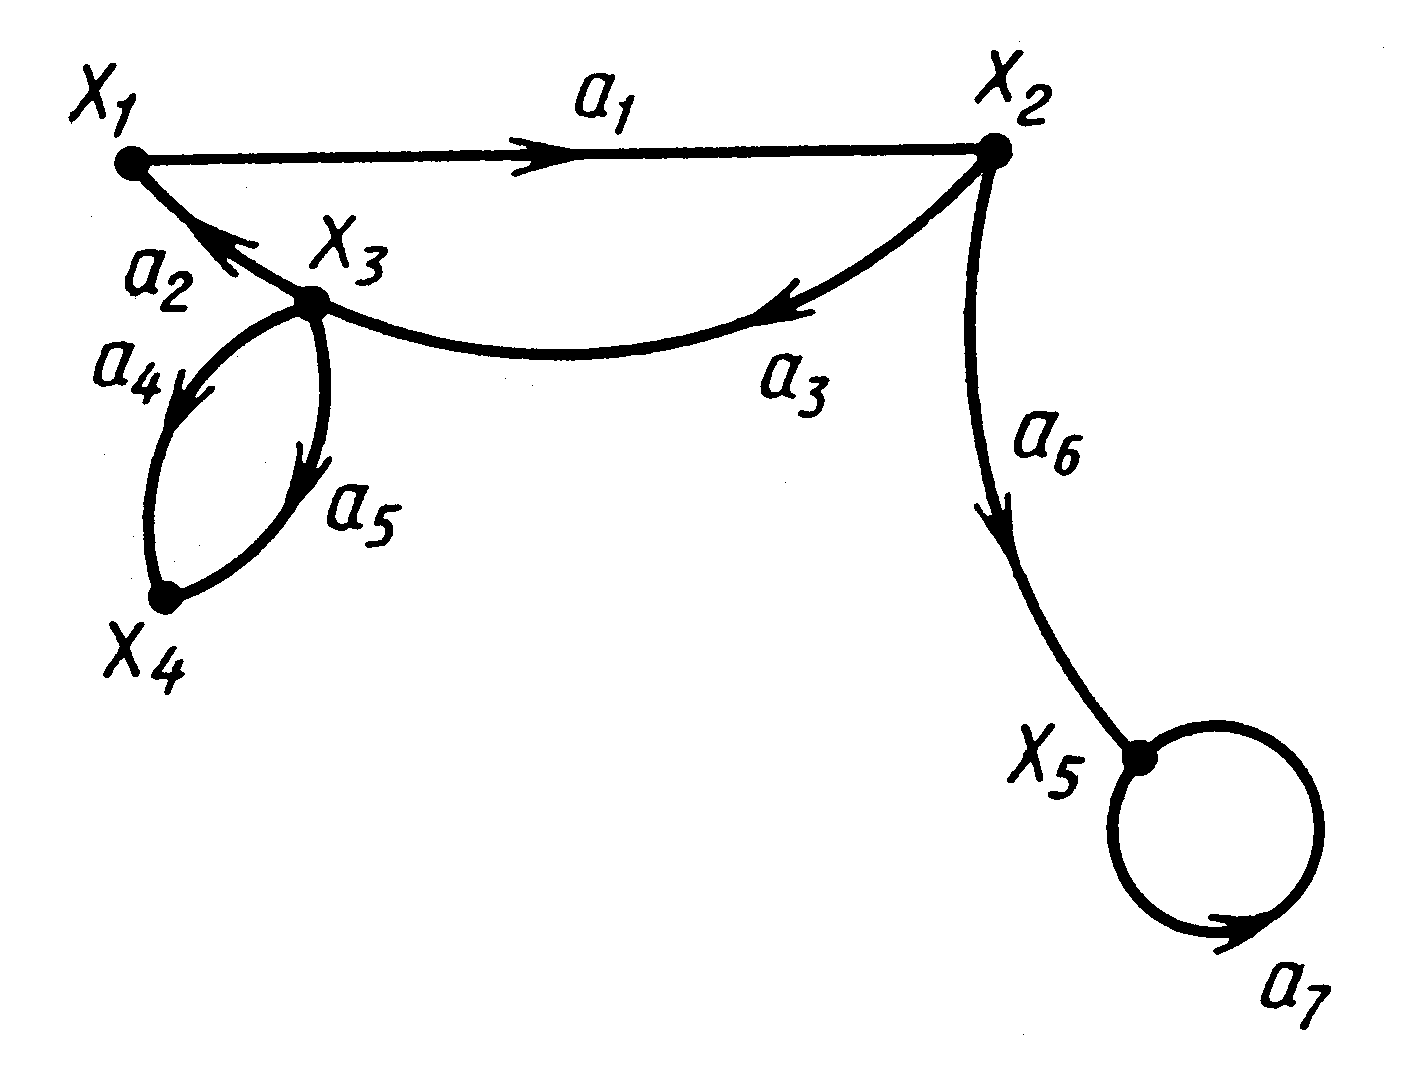 x₁
a₁
x₂
x₃
a₂
a₄
a₃
a₆
a₅
x₄
x₅
a₇